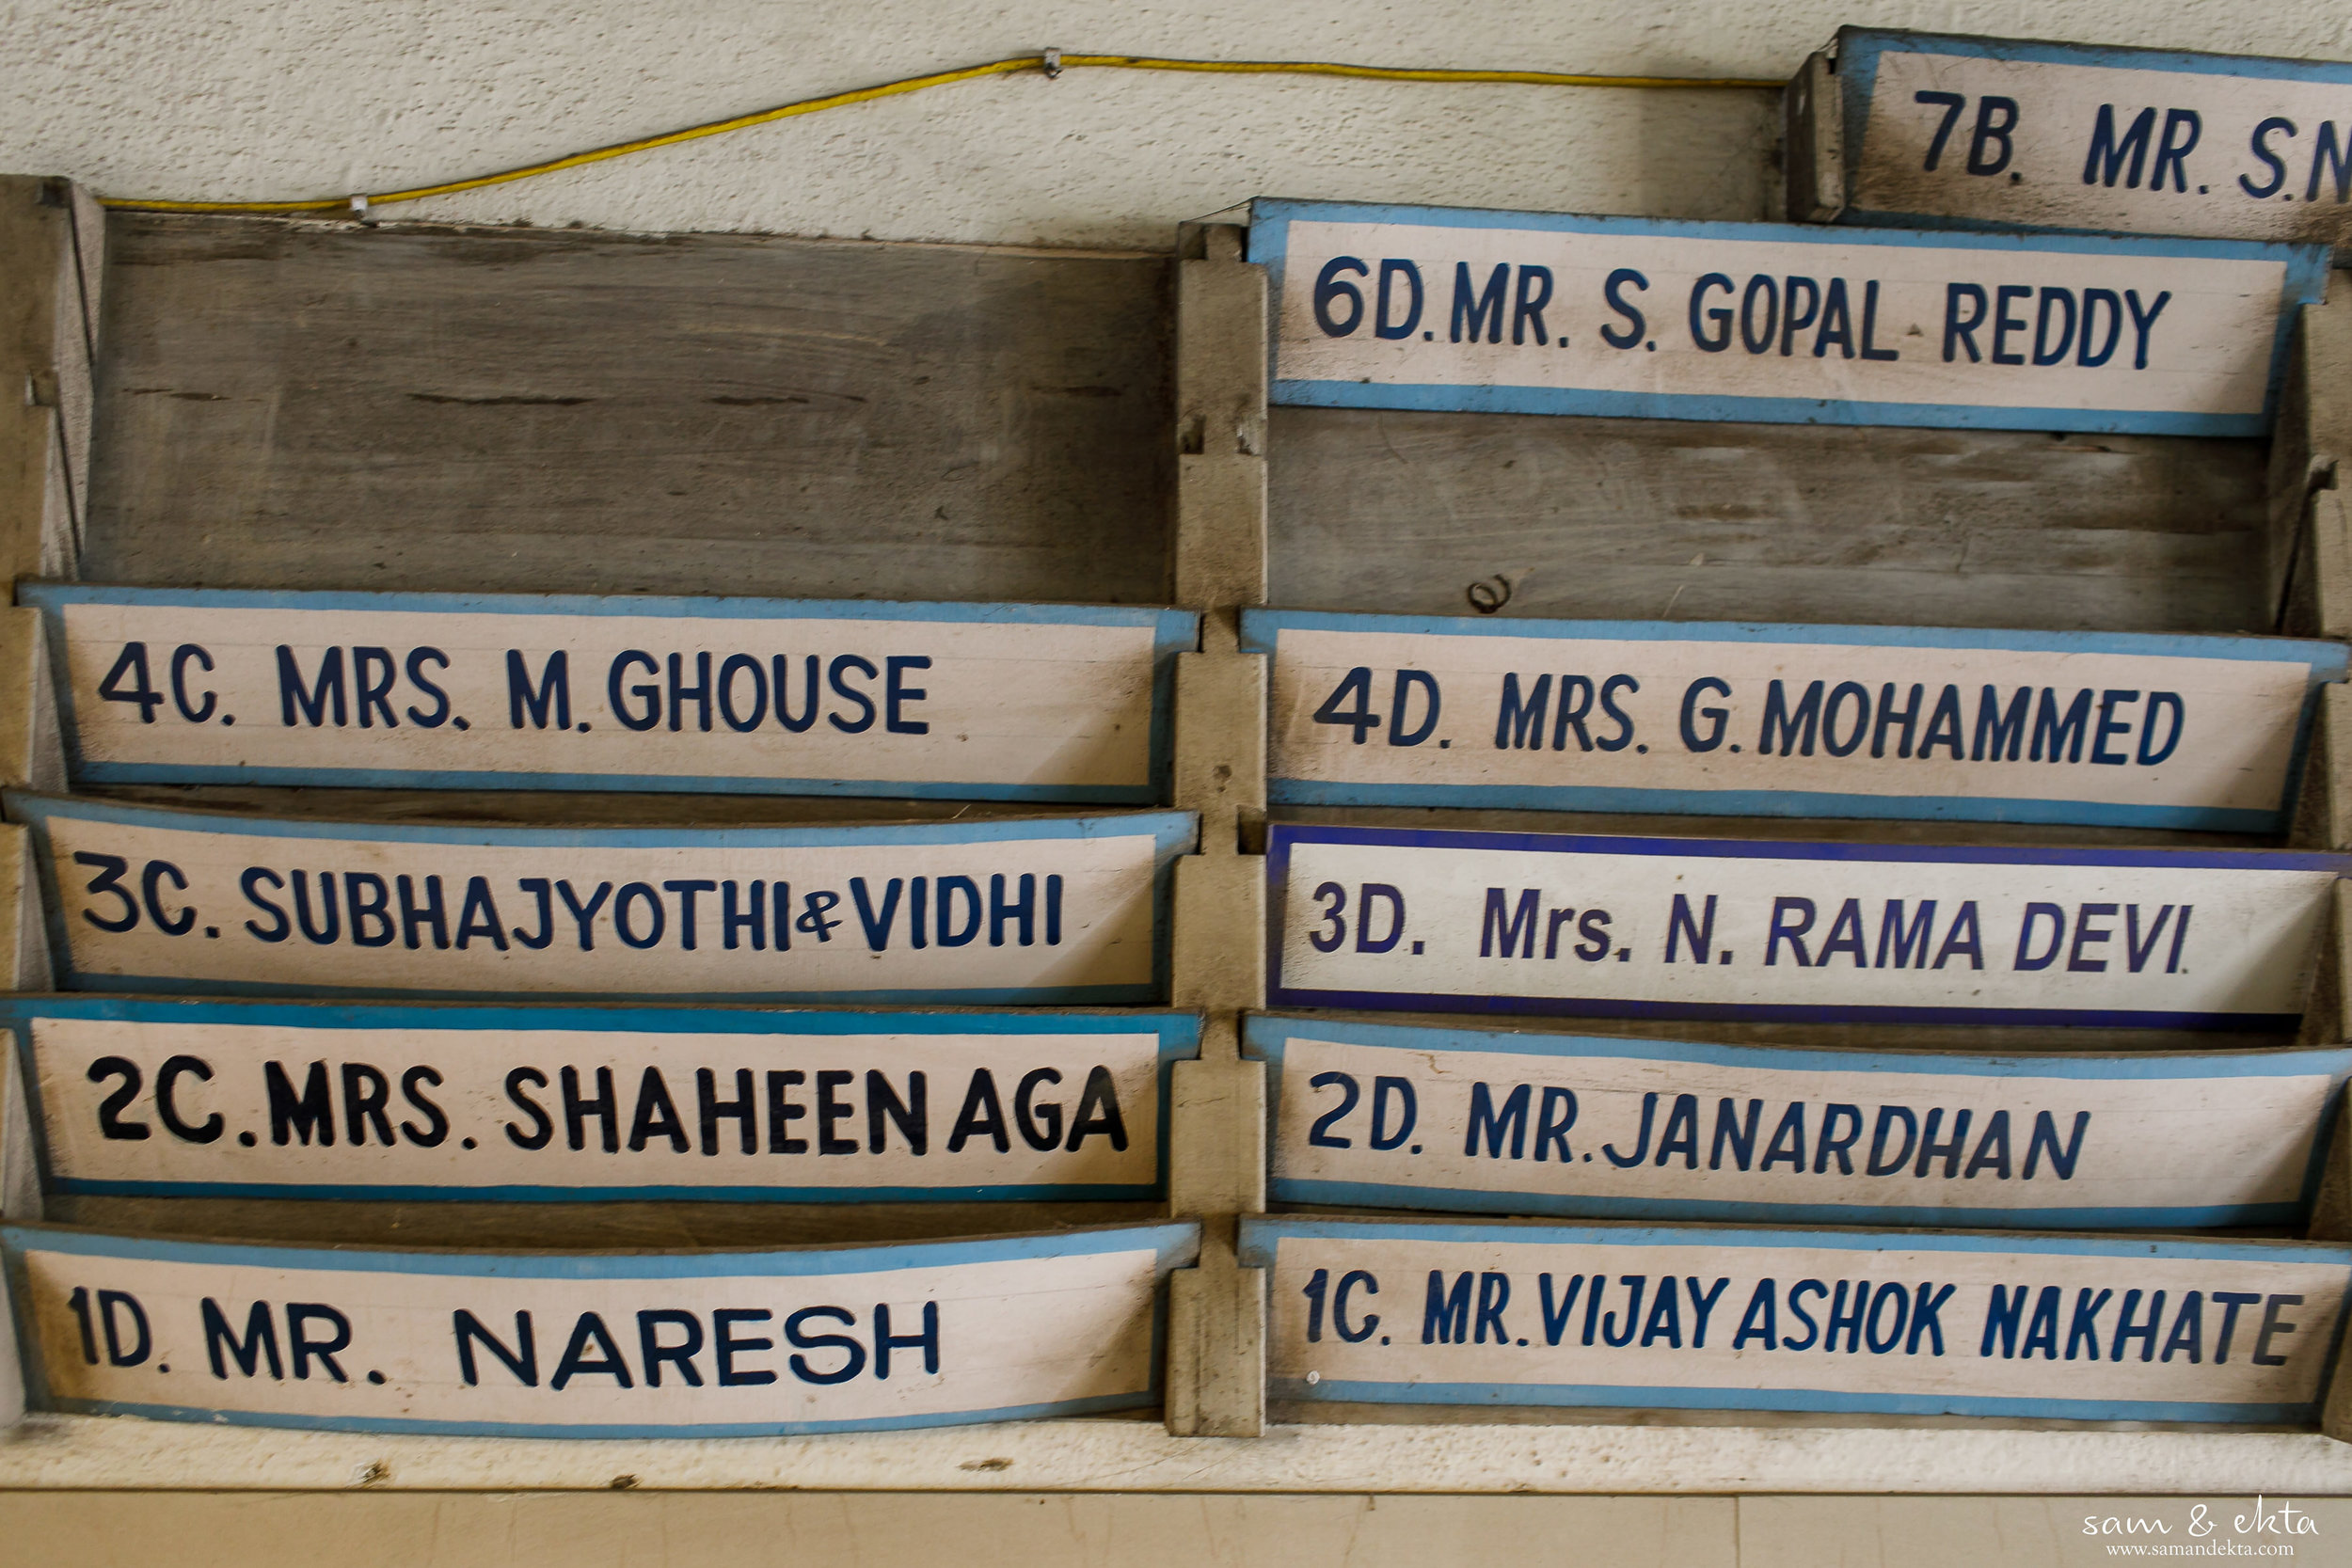 7B. MR. S.N
6D. MR. S. GOPAL REDDY
4C. MRS. M. GHOUSE
4D. MRS. G. MOHAMMED
3C. SUBHAJYOTHI & VIDHI
3D. Mrs. N. RAMA DEVI.
2C. MRS. SHAHEEN AGA
2D. MR. JANARDHAN
1D. MR. NARESH
1C. MR. VIJAY ASHOK NAKHATE
sam & ekta
www.samandekta.com